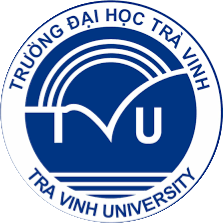 TRƯỜNG ĐẠI HỌC TRÀ VINH
TVU
TRA VINH UNIVERSITY